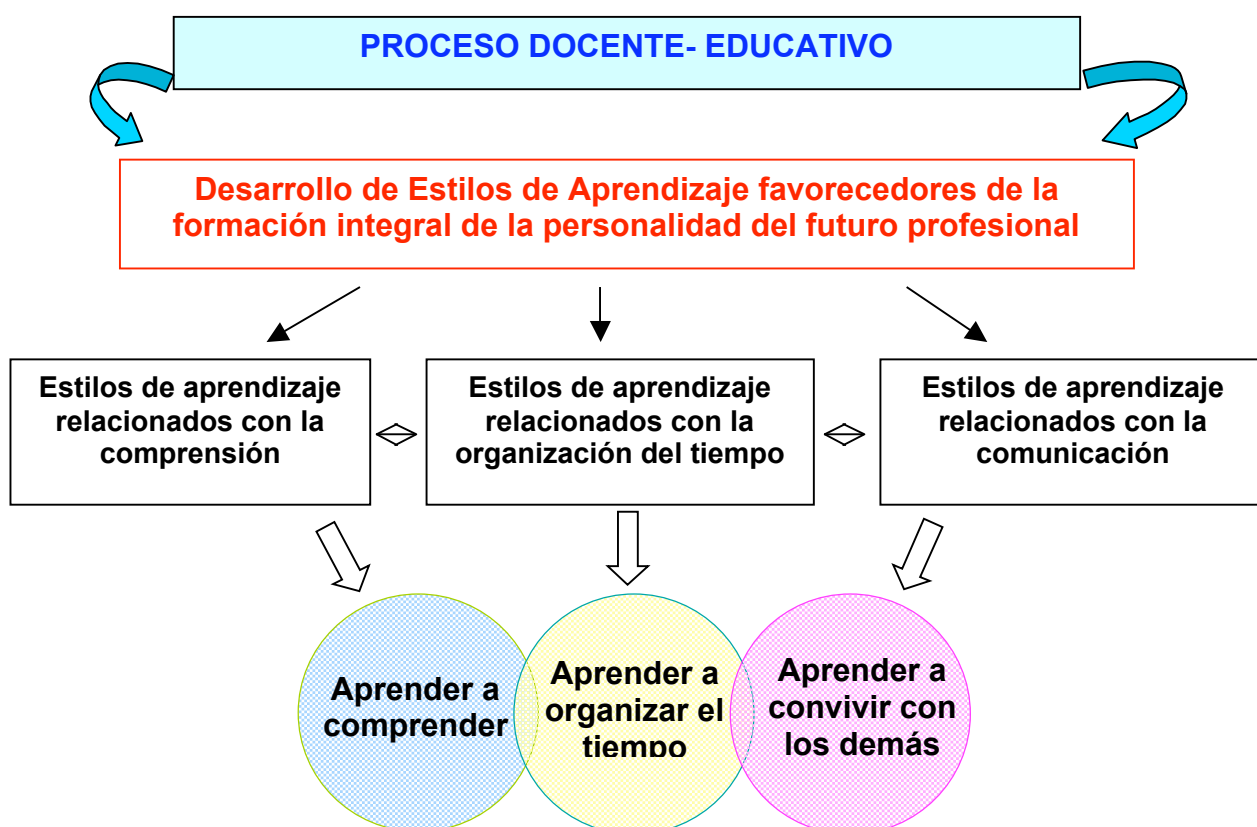 PROCESO DOCENTE- EDUCATIVO
Desarrollo de Estilos de Aprendizaje favorecedores de la
formación integral de la personalidad del futuro profesional
Estilos de aprendizaje
relacionados con la
comprensión
Estilos de aprendizaje
relacionados con la
organización del tiempo
Estilos de aprendizaje
relacionados con la
comunicación
Aprender a
comprender
Aprender a
organizar el
tiempo
Aprender a
convivir con
los demás